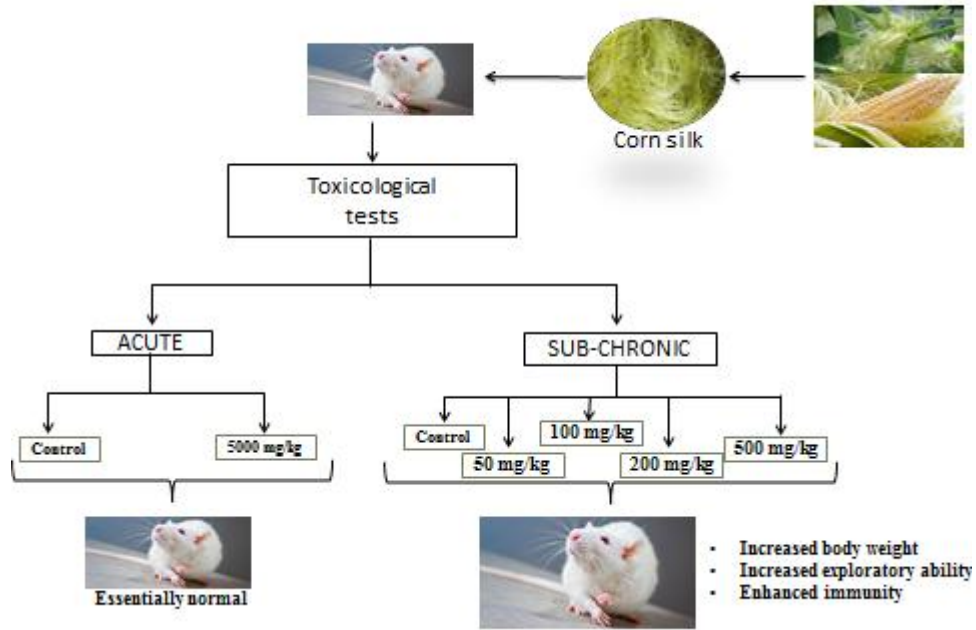 Corn silk
Toxicological
tests
ACUTE
SUB-CHRONIC
Control
5000 mg/kg
Control
50 mg/kg
100 mg/kg
200 mg/kg
500 mg/kg
Essentially normal
▪ Increased body weight
▪ Increased exploratory ability
▪ Enhanced immunity